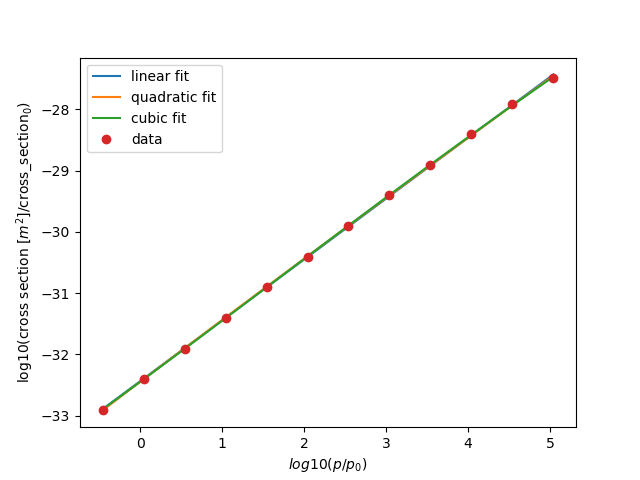 linear fit
quadratic fit
cubic fit
data
−28
−29
−30
−31
−32
−33
0
1
2
3
4
5
log10(cross section [m²]/cross_section₀)
log10(p/p₀)